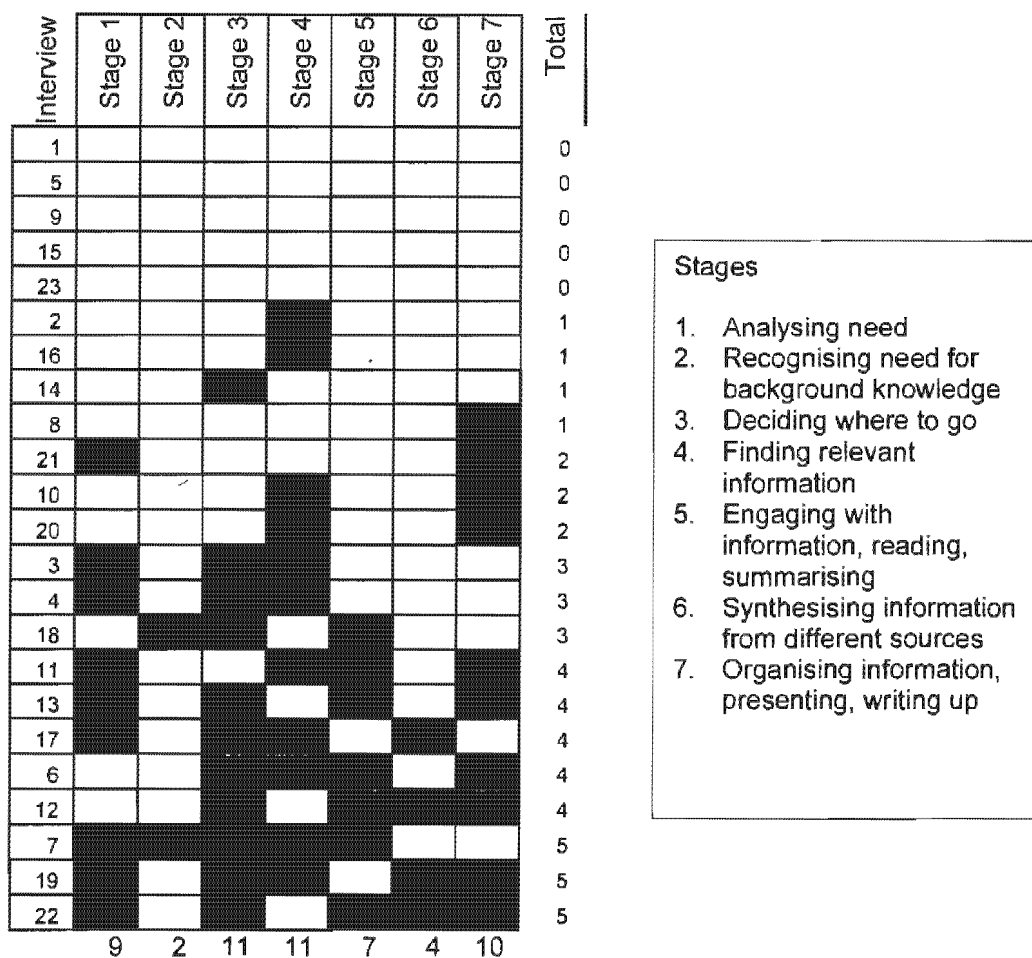 Interview Stage 1 Stage 2 Stage 3 Stage 4 Stage 5 Stage 6 Stage 7 Total
1 0
5 0
9 0
15 0
23 0
2 1
16 1
14 1
8 1
21 2
10 2
20 2
3 3
4 3
18 3
11 4
13 4
17 4
6 4
12 4
7 5
19 5
22 5
9 2 11 11 7 4 10
Stages
1. Analysing need
2. Recognising need for
background knowledge
3. Deciding where to go
4. Finding relevant
information
5. Engaging with
information, reading,
summarising
6. Synthesising information
from different sources
7. Organising information,
presenting, writing up